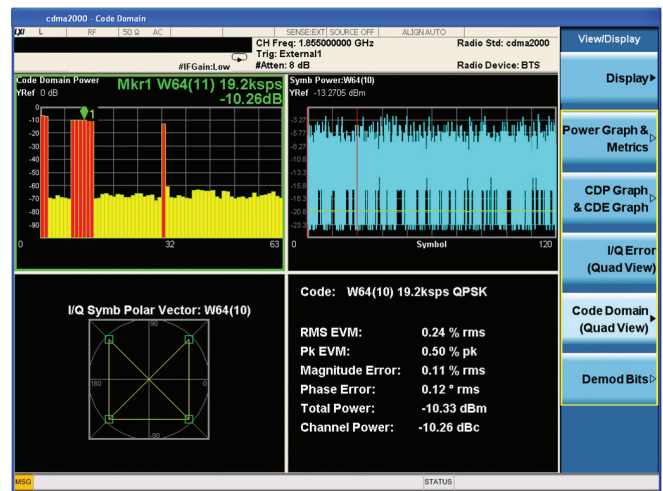 cdma2000 - Code Domain
LXI L RF 50 Ω AC SENSE:EXT SOURCE OFF ALIGN AUTO
CH Freq: 1.855000000 GHz Radio Std: cdma2000
Trig: External1
#IFGain:Low #Atten: 8 dB Radio Device: BTS
View/Display
Display
Power Graph &
Metrics
CDP Graph
& CDE Graph
I/Q Error
(Quad View)
Code Domain
(Quad View)
Demod Bits
Code Domain Power Mkr1 W64(11) 19.2ksps
YRef 0 dB -10.26dB
0
-10
-20
-30
-40
-50
-60
-70
-80
-90
1
0 32 63
Symb Power:W64(10)
YRef -13.2705 dBm
-3.27
-5.77
-8.27
-10.8
-13.3
-15.8
-18.3
-20.8
-23.3
0 Symbol 120
I/Q Symb Polar Vector: W64(10)
90
180 0
-90
Code: W64(10) 19.2ksps QPSK
RMS EVM: 0.24 % rms
Pk EVM: 0.50 % pk
Magnitude Error: 0.11 % rms
Phase Error: 0.12 ° rms
Total Power: -10.33 dBm
Channel Power: -10.26 dBc
MSG STATUS